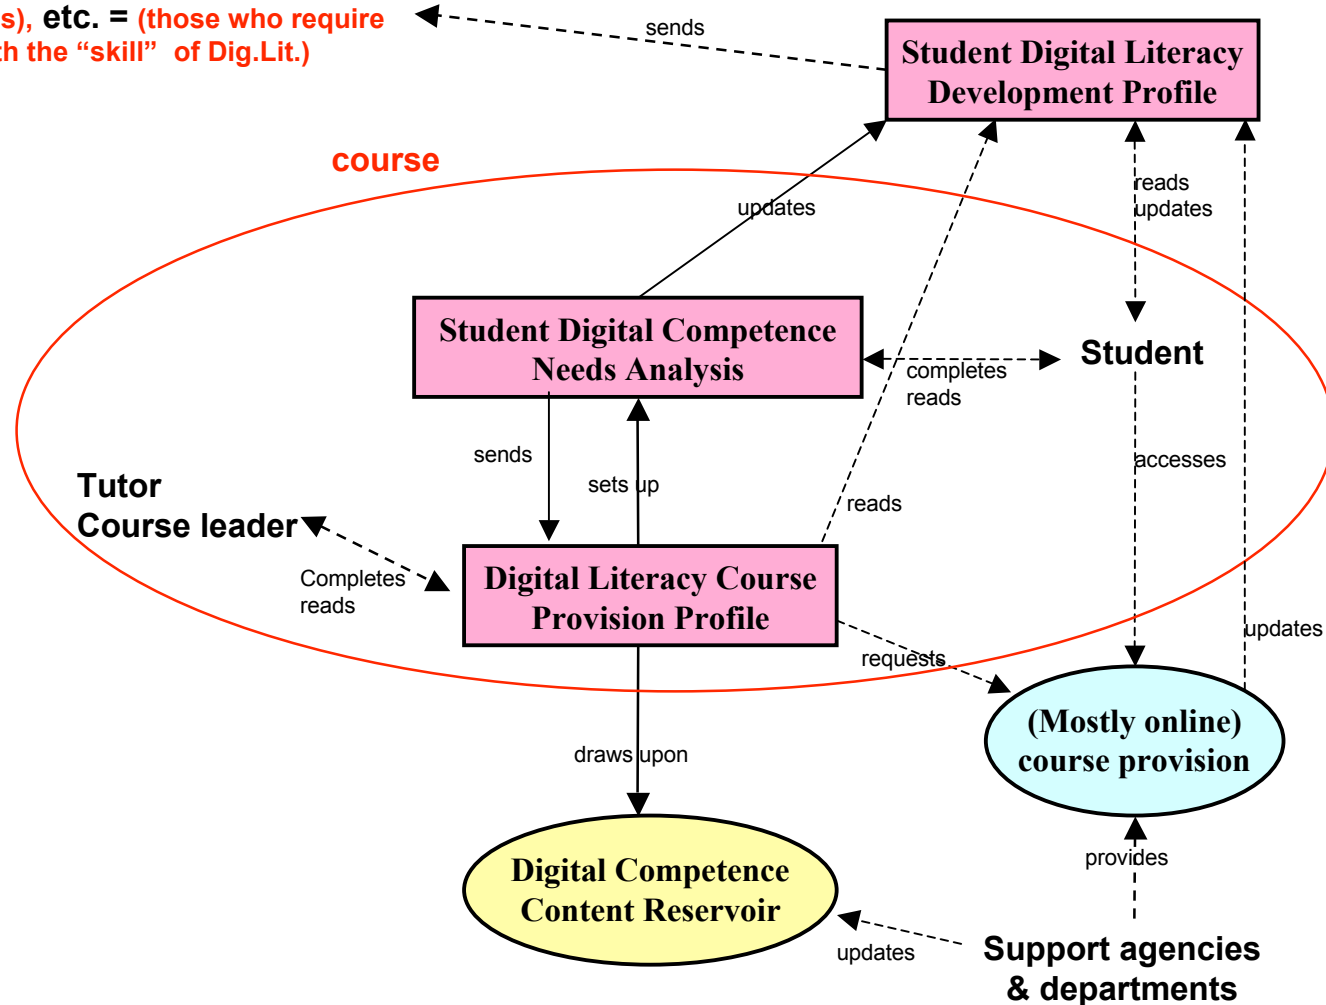 s), etc. = (those who require
th the “skill” of Dig.Lit.)
sends
Student Digital Literacy
Development Profile
course
reads
updates
updates
Student Digital Competence
Needs Analysis
Student
completes
reads
sends
sets up
accesses
Tutor
Course leader
reads
Completes
reads
Digital Literacy Course
Provision Profile
updates
requests
(Mostly online)
course provision
draws upon
provides
Digital Competence
Content Reservoir
updates
Support agencies
& departments